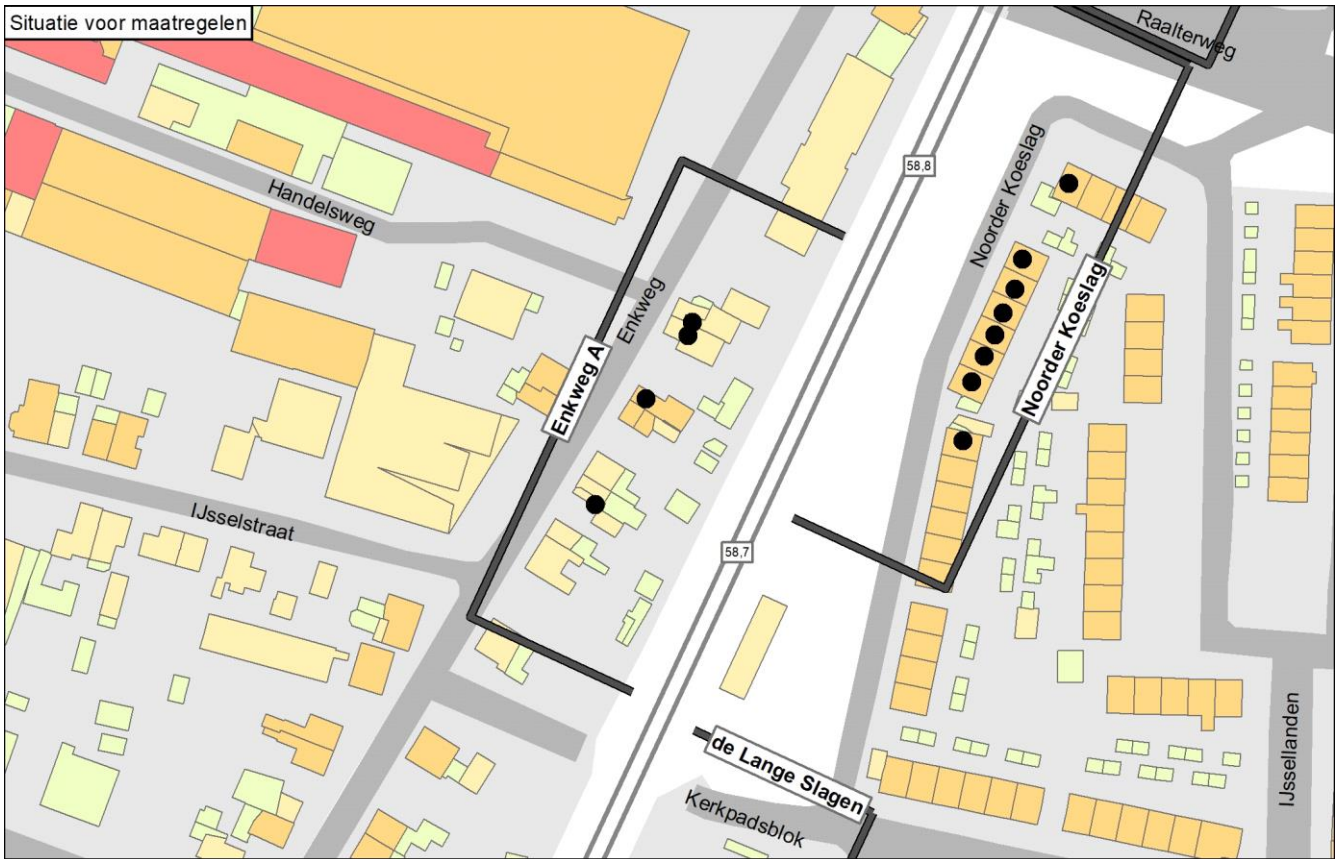 Situatie voor maatregelen
Raalterweg
58,8
Noorder Koeslag
Handelsweg
Enkweg
Noorder Koeslag
Enkweg A
IJsselstraat
58,7
IJssellanden
de Lange Slagen
Kerkpadsblok